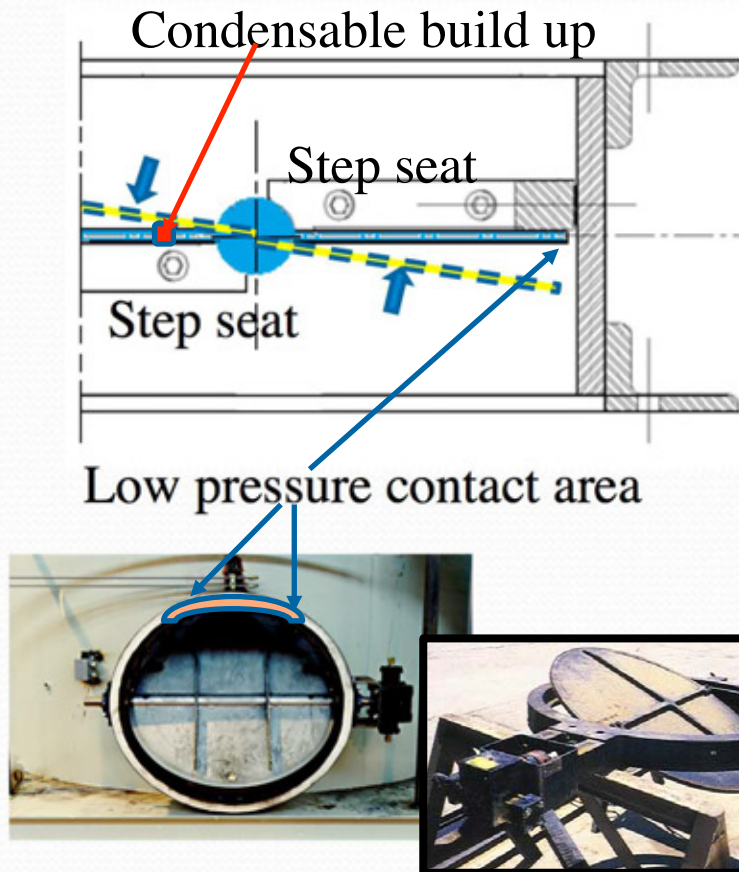 Condensable build up
Step seat
Step seat
Low pressure contact area